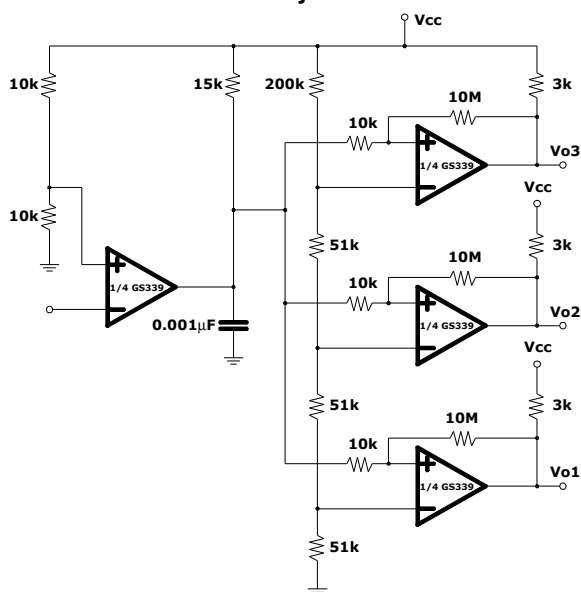 Vcc
10k
15k
200k
3k
10M
10k
+
1/4 GS339
−
Vo3
10k
Vcc
51k
3k
10M
10k
+
1/4 GS339
−
Vo2
+
1/4 GS339
−
0.001μF
Vcc
51k
3k
10M
10k
+
1/4 GS339
−
Vo1
51k